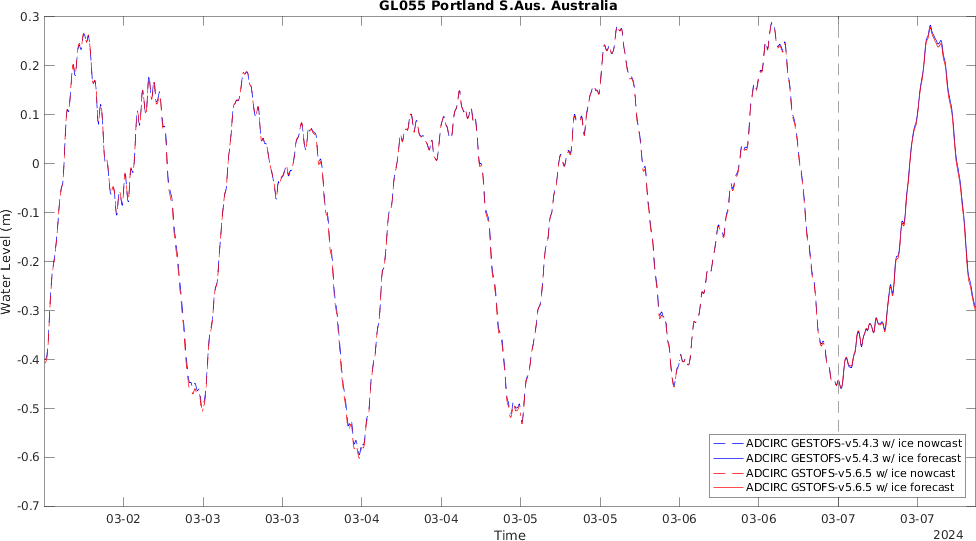 GL055 Portland S.Aus. Australia
0.3
0.2
0.1
0
-0.1
-0.2
-0.3
-0.4
-0.5
-0.6
-0.7
Water Level (m)
ADCIRC GESTOFS-v5.4.3 w/ ice nowcast
ADCIRC GESTOFS-v5.4.3 w/ ice forecast
ADCIRC GSTOFS-v5.6.5 w/ ice nowcast
ADCIRC GSTOFS-v5.6.5 w/ ice forecast
03-02 03-03 03-03 03-04 03-04 03-05 03-05 03-06 03-06 03-07 03-07
Time
2024